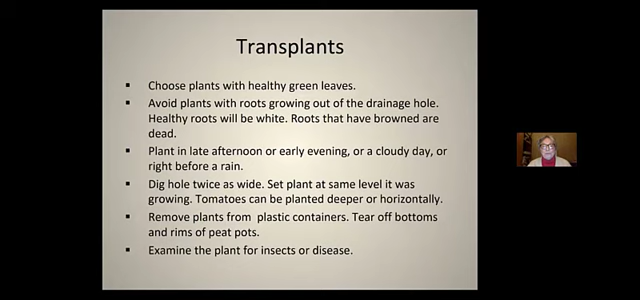 Transplants
▪ Choose plants with healthy green leaves.
▪ Avoid plants with roots growing out of the drainage hole.
Healthy roots will be white. Roots that have browned are
dead.
▪ Plant in late afternoon or early evening, or a cloudy day, or
right before a rain.
▪ Dig hole twice as wide. Set plant at same level it was
growing. Tomatoes can be planted deeper or horizontally.
▪ Remove plants from  plastic containers. Tear off bottoms
and rims of peat pots.
▪ Examine the plant for insects or disease.